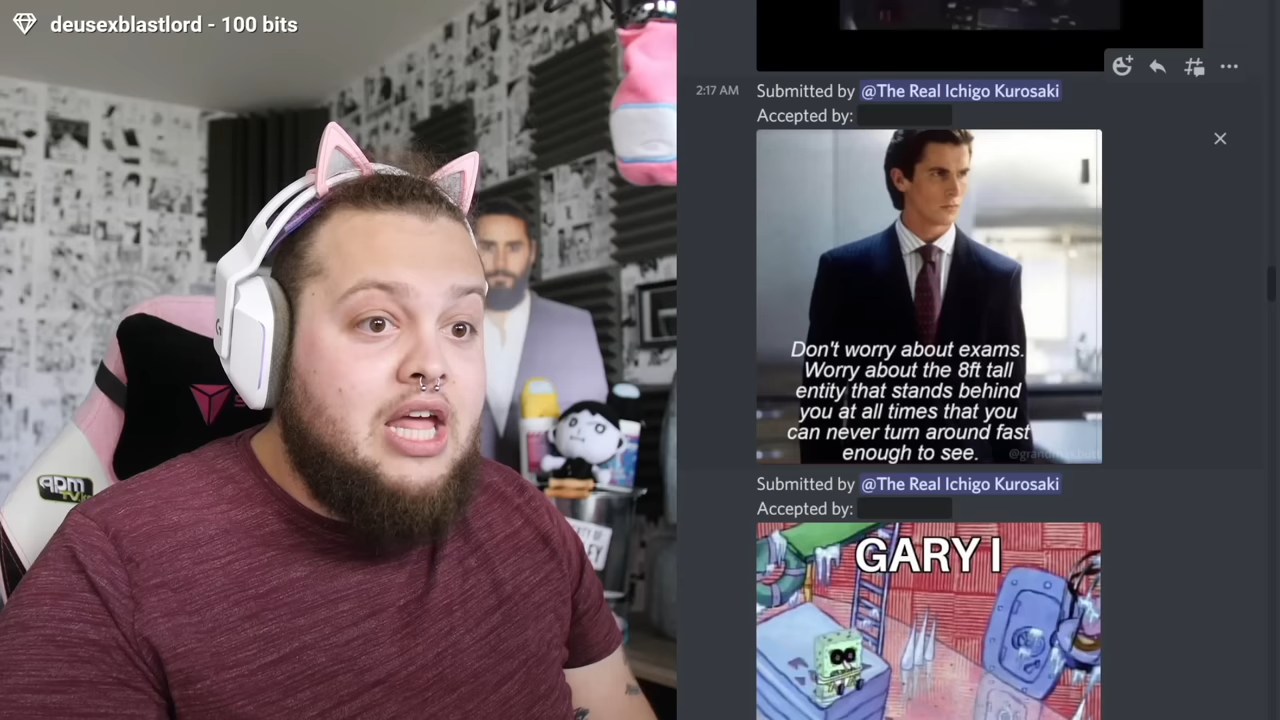 deusexblastlord - 100 bits
2:17 AM
Submitted by @The Real Ichigo Kurosaki
Accepted by:
Don't worry about exams.
Worry about the 8ft tall
entity that stands behind
you at all times that you
can never turn around fast
enough to see.
Submitted by @The Real Ichigo Kurosaki
Accepted by:
GARY I
apm
TV